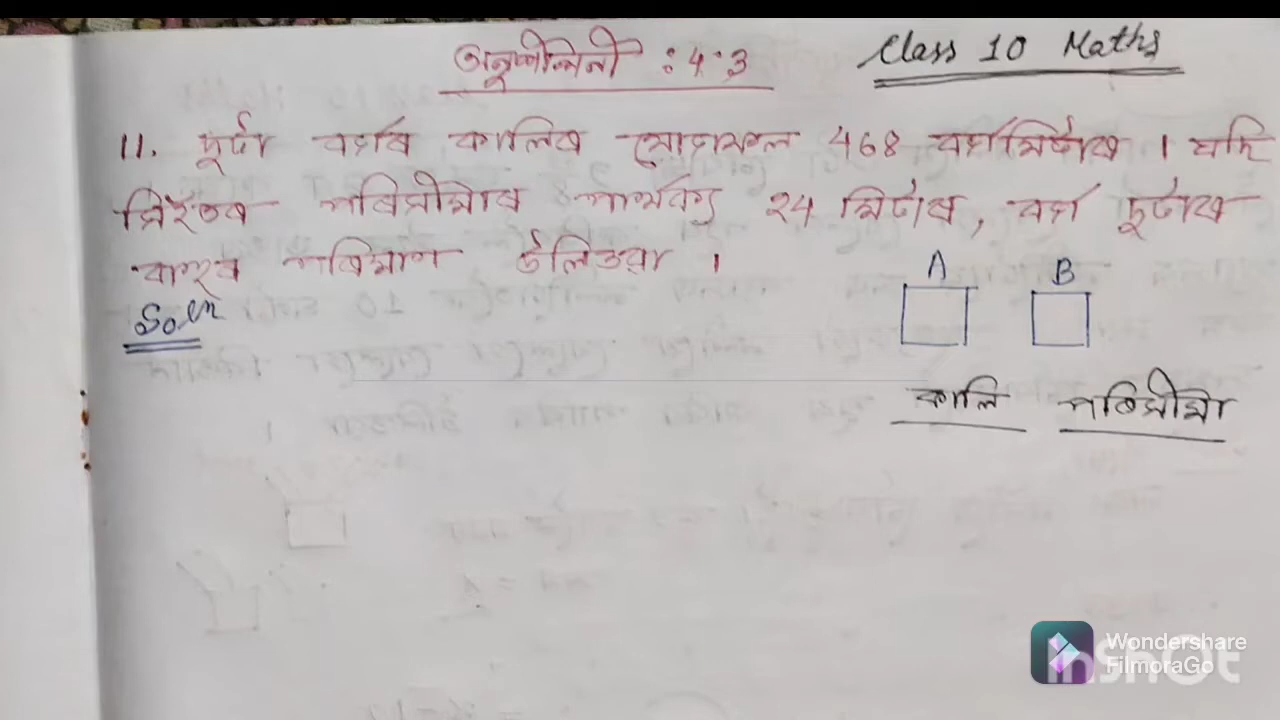 অনুশীলনী : 4.3
Class 10 Maths
11. দুটা বৰ্গৰ কালিৰ যোগফল 468 বৰ্গমিটাৰ । যদি
সিহঁতৰ পৰিসীমাৰ পাৰ্থক্য 24 মিটাৰ, বৰ্গ দুটাৰ
বাহুৰ পৰিমাণ উলিওৱা ।
A B
Soln
কালি পৰিসীমা
Wondershare
FilmoraGo
InShOt